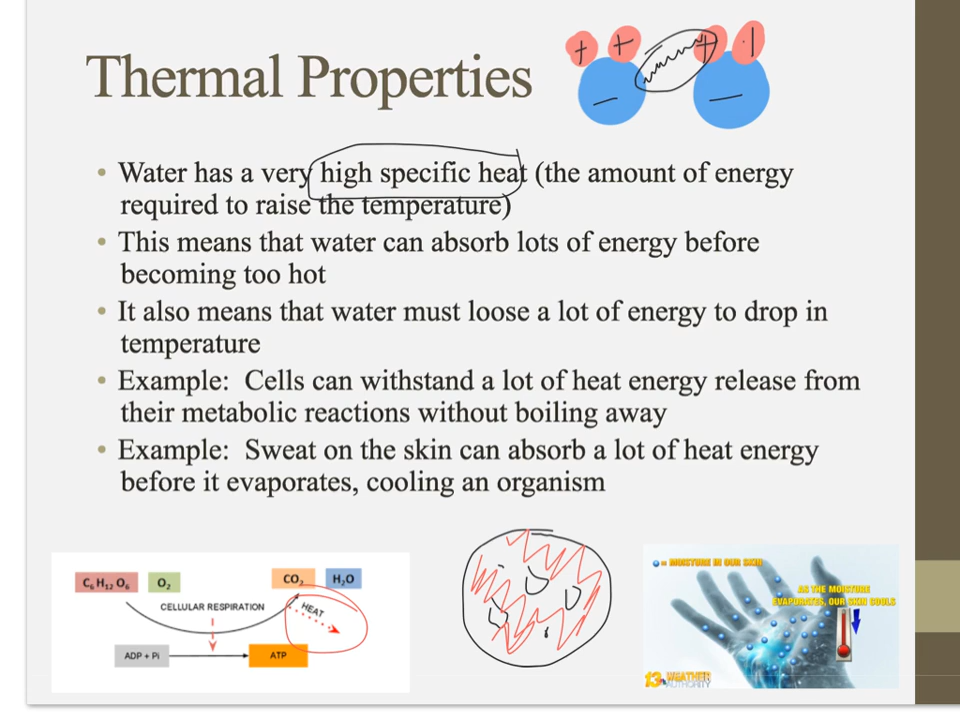 Thermal Properties
+ + + +
– –
• Water has a very high specific heat (the amount of energy
required to raise the temperature)
• This means that water can absorb lots of energy before
becoming too hot
• It also means that water must loose a lot of energy to drop in
temperature
• Example: Cells can withstand a lot of heat energy release from
their metabolic reactions without boiling away
• Example: Sweat on the skin can absorb a lot of heat energy
before it evaporates, cooling an organism
C₆ H₁₂ O₆ O₂ CO₂ H₂O
CELLULAR RESPIRATION
HEAT
ADP + Pi ATP
= MOISTURE IN OUR SKIN
AS THE MOISTURE
EVAPORATES, OUR SKIN COOLS
13 WEATHER
AUTHORITY